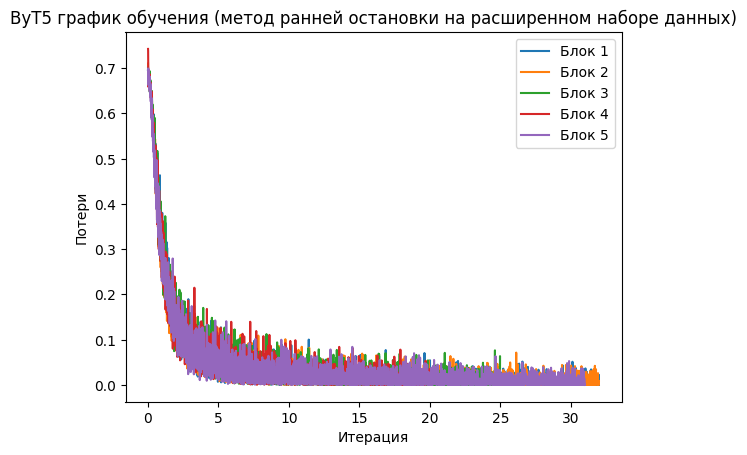 ByT5 график обучения (метод ранней остановки на расширенном наборе данных)
Блок 1
Блок 2
Блок 3
Блок 4
Блок 5
Потери
0.7
0.6
0.5
0.4
0.3
0.2
0.1
0.0
0 5 10 15 20 25 30
Итерация